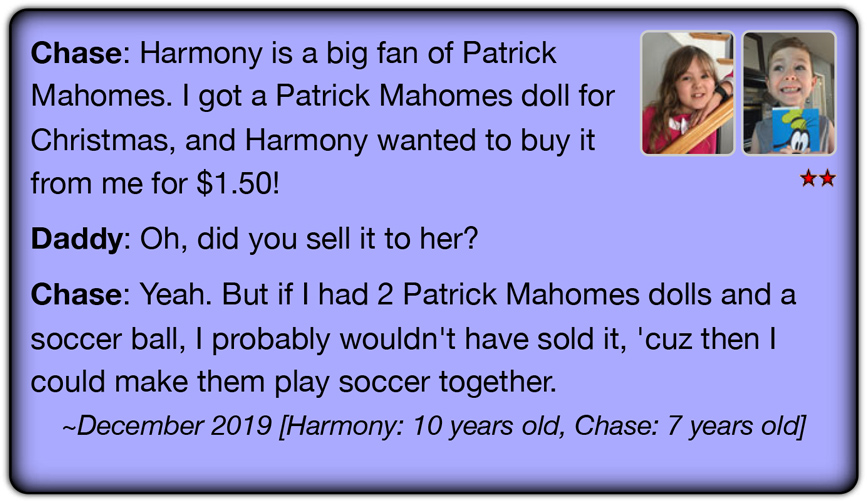 Chase: Harmony is a big fan of Patrick
Mahomes. I got a Patrick Mahomes doll for
Christmas, and Harmony wanted to buy it
from me for $1.50!
Daddy: Oh, did you sell it to her?
Chase: Yeah. But if I had 2 Patrick Mahomes dolls and a
soccer ball, I probably wouldn't have sold it, 'cuz then I
could make them play soccer together.
~December 2019 [Harmony: 10 years old, Chase: 7 years old]